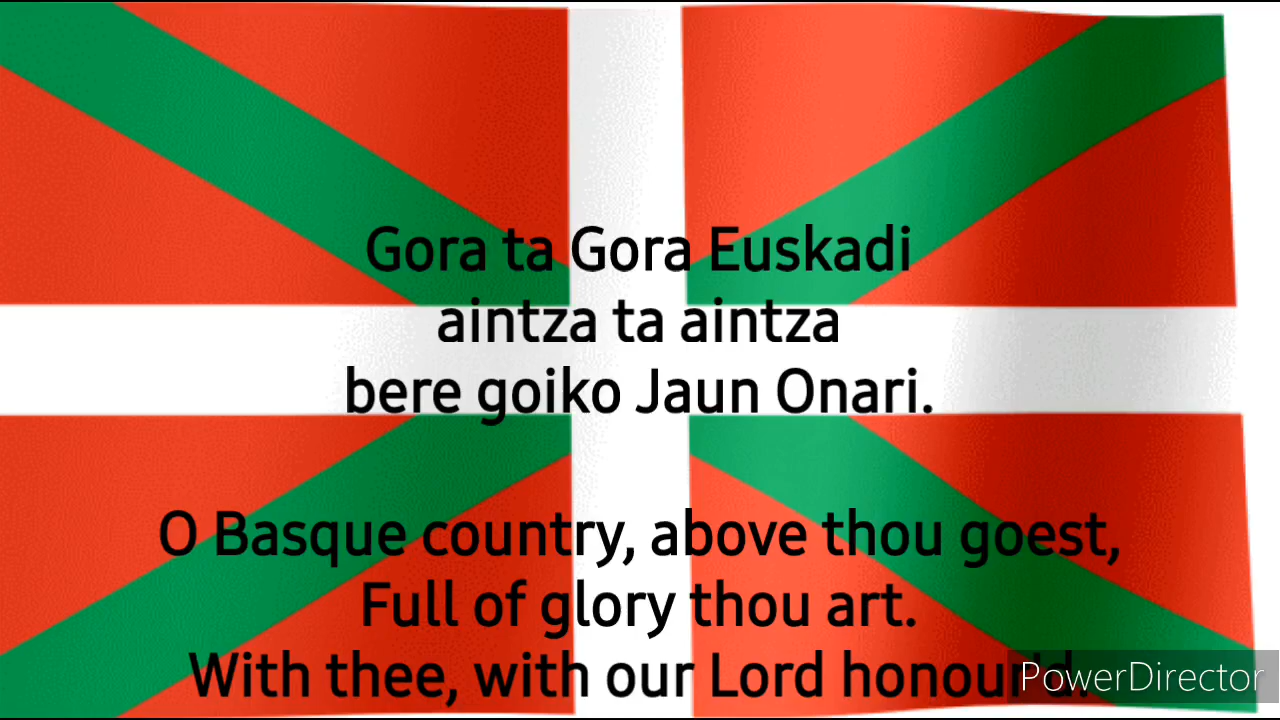 Gora ta Gora Euskadi
aintza ta aintza
bere goiko Jaun Onari.
O Basque country, above thou goest,
Full of glory thou art.
With thee, with our Lord honour'd.
PowerDirector